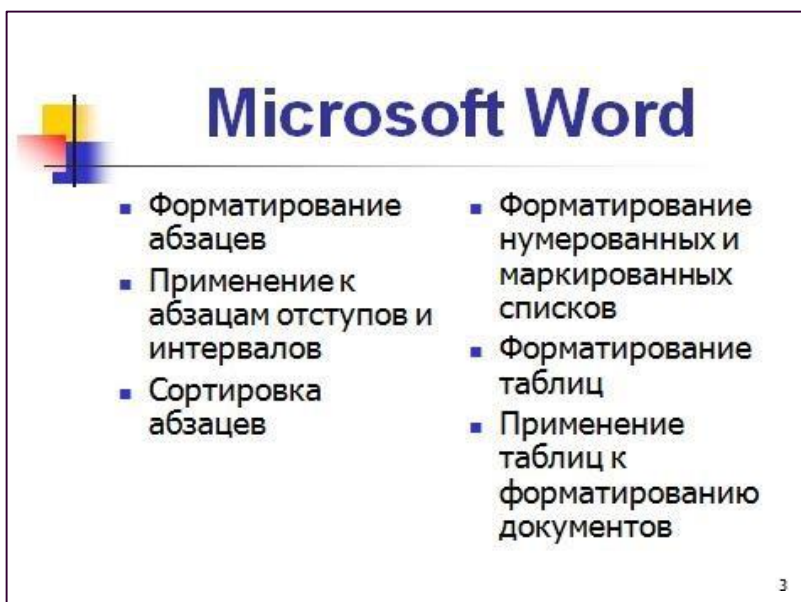 Microsoft Word
Форматирование
абзацев
Применение к
абзацам отступов и
интервалов
Сортировка
абзацев
Форматирование
нумерованных и
маркированных
списков
Форматирование
таблиц
Применение
таблиц к
форматированию
документов
3